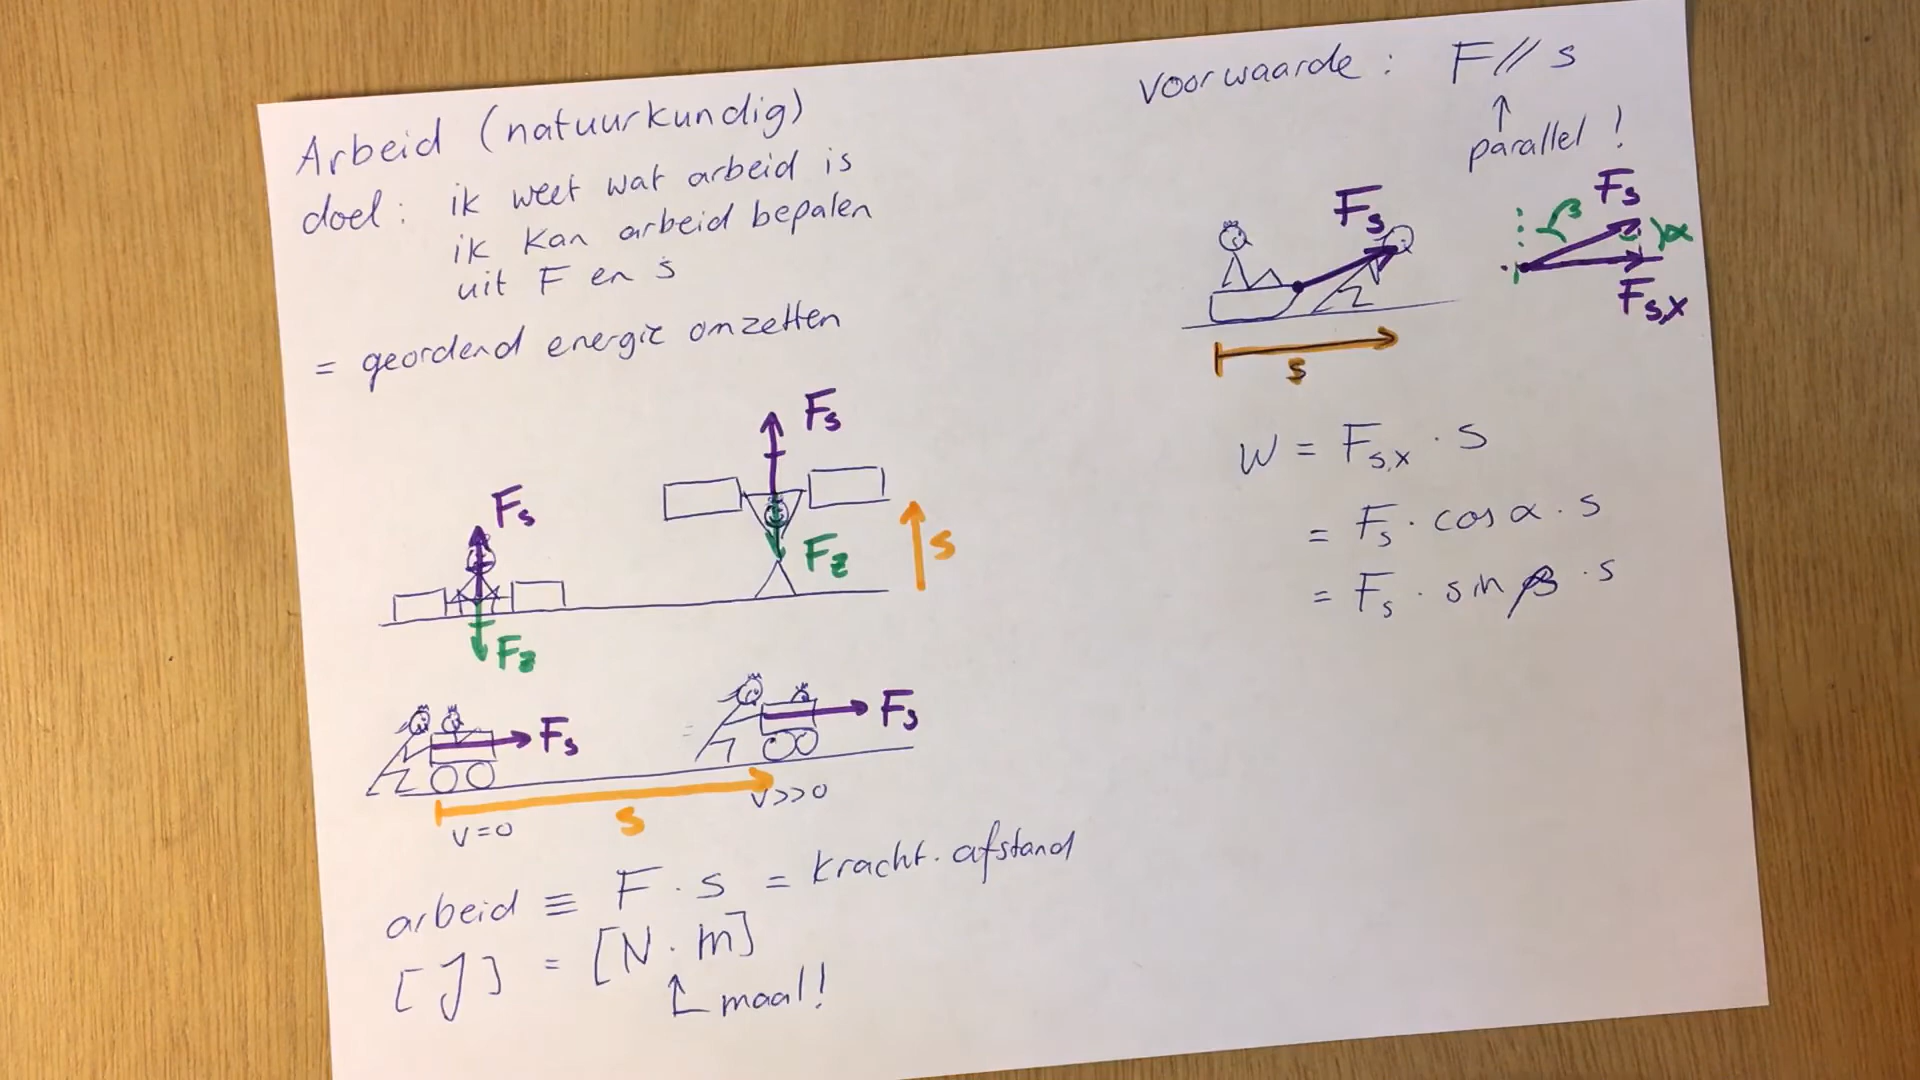 Arbeid (natuurkundig)
doel: ik weet wat arbeid is
ik kan arbeid bepalen
uit F en s
= geordend energie omzetten
Fs
Fz
Fs
Fz
s
Fs
Fs
v=0
s
v>>0
arbeid ≡ F · s = kracht · afstand
[J] = [N · m]
maal!
voorwaarde: F // s
parallel!
Fs
s
Fs
β
α
Fs,x
W = Fs,x · s
= Fs · cos α · s
= Fs · sin β · s